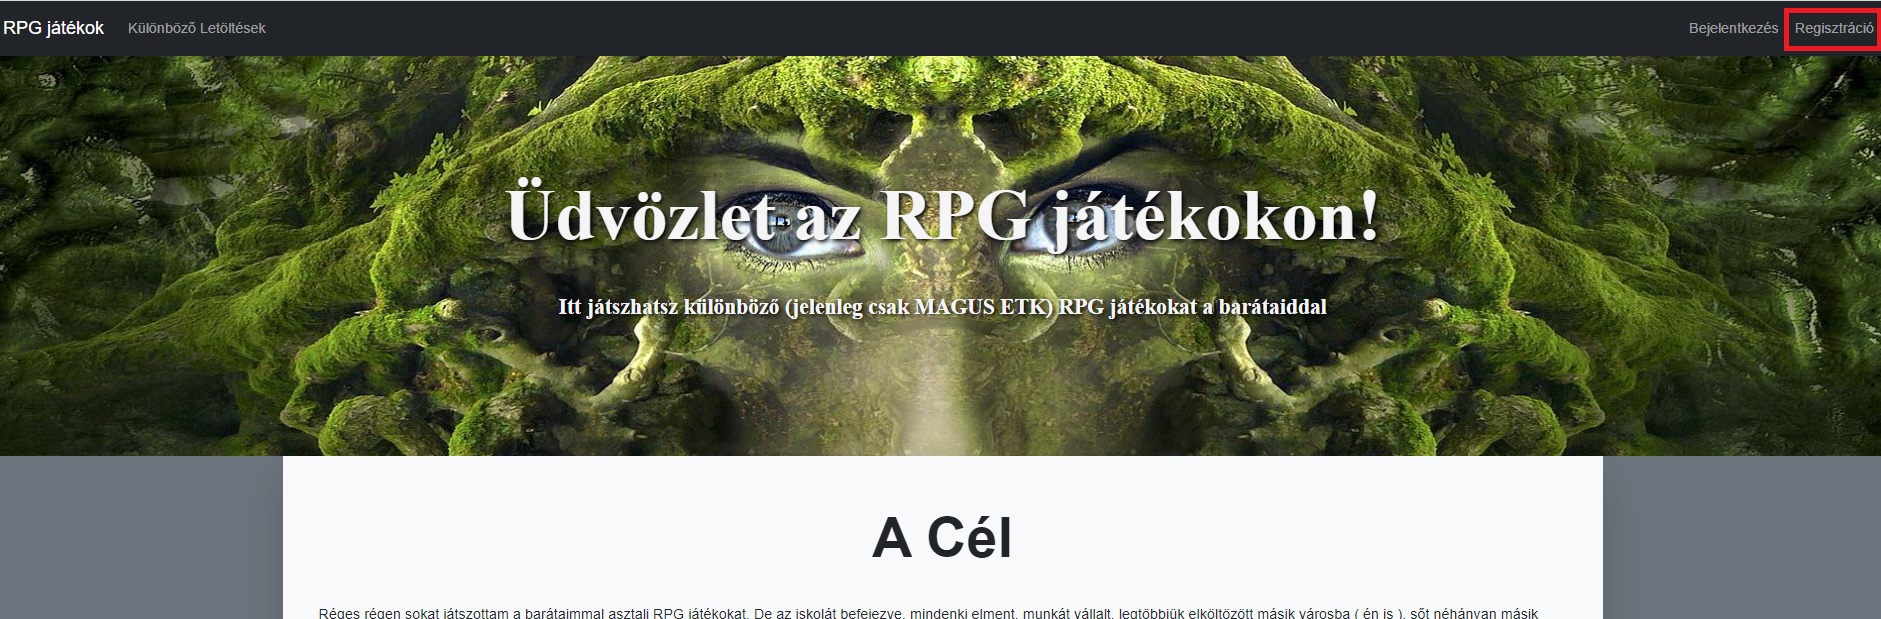 RPG játékok Különböző Letöltések Bejelentkezés Regisztráció
Üdvözlet az RPG játékokon!
Itt játszhatsz különböző (jelenleg csak MAGUS ETK) RPG játékokat a barátaiddal
A Cél
Réges régen sokat játszottam a barátaimmal asztali RPG játékokat. De az iskolát befejezve, mindenki elment, munkát vállalt, legtöbbjük elköltözött másik városba ( én is ), sőt néhányan másik